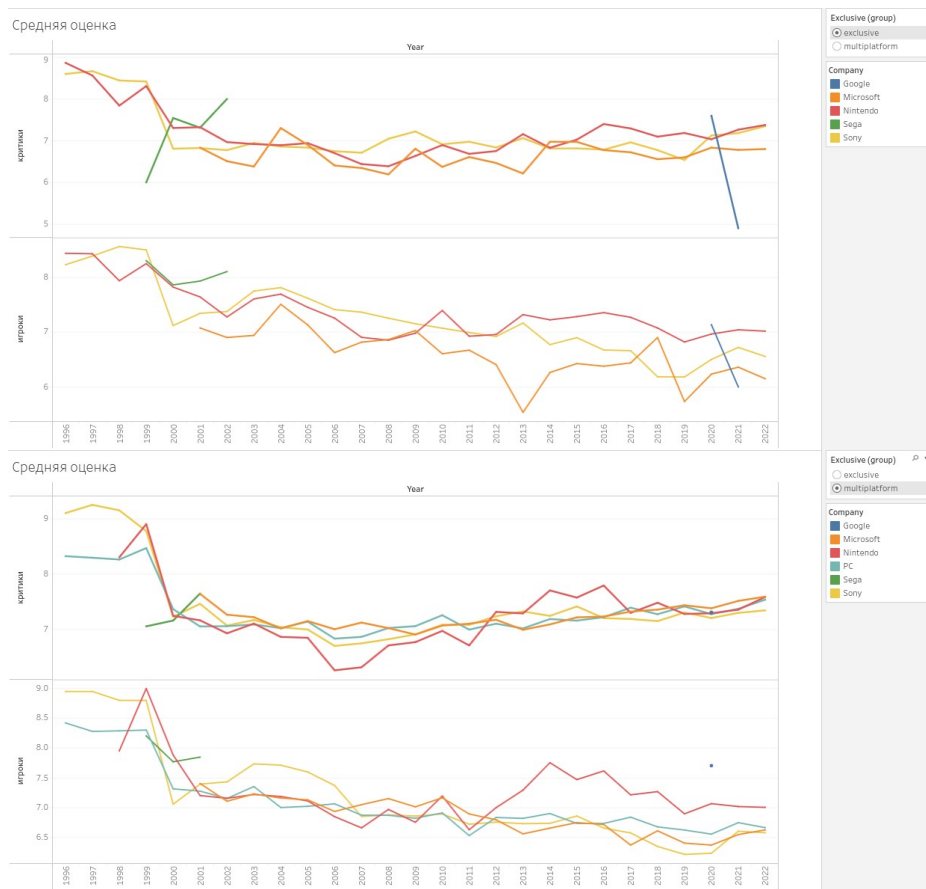 Средняя оценка
Year
критики
9
8
7
6
5
игроки
8
7
6
1996 1997 1998 1999 2000 2001 2002 2003 2004 2005 2006 2007 2008 2009 2010 2011 2012 2013 2014 2015 2016 2017 2018 2019 2020 2021 2022
Exclusive (group)
exclusive
multiplatform
Company
Google
Microsoft
Nintendo
Sega
Sony
Средняя оценка
Year
критики
9
8
7
игроки
9.0
8.5
8.0
7.5
7.0
6.5
1996 1997 1998 1999 2000 2001 2002 2003 2004 2005 2006 2007 2008 2009 2010 2011 2012 2013 2014 2015 2016 2017 2018 2019 2020 2021 2022
Exclusive (group)
exclusive
multiplatform
Company
Google
Microsoft
Nintendo
PC
Sega
Sony